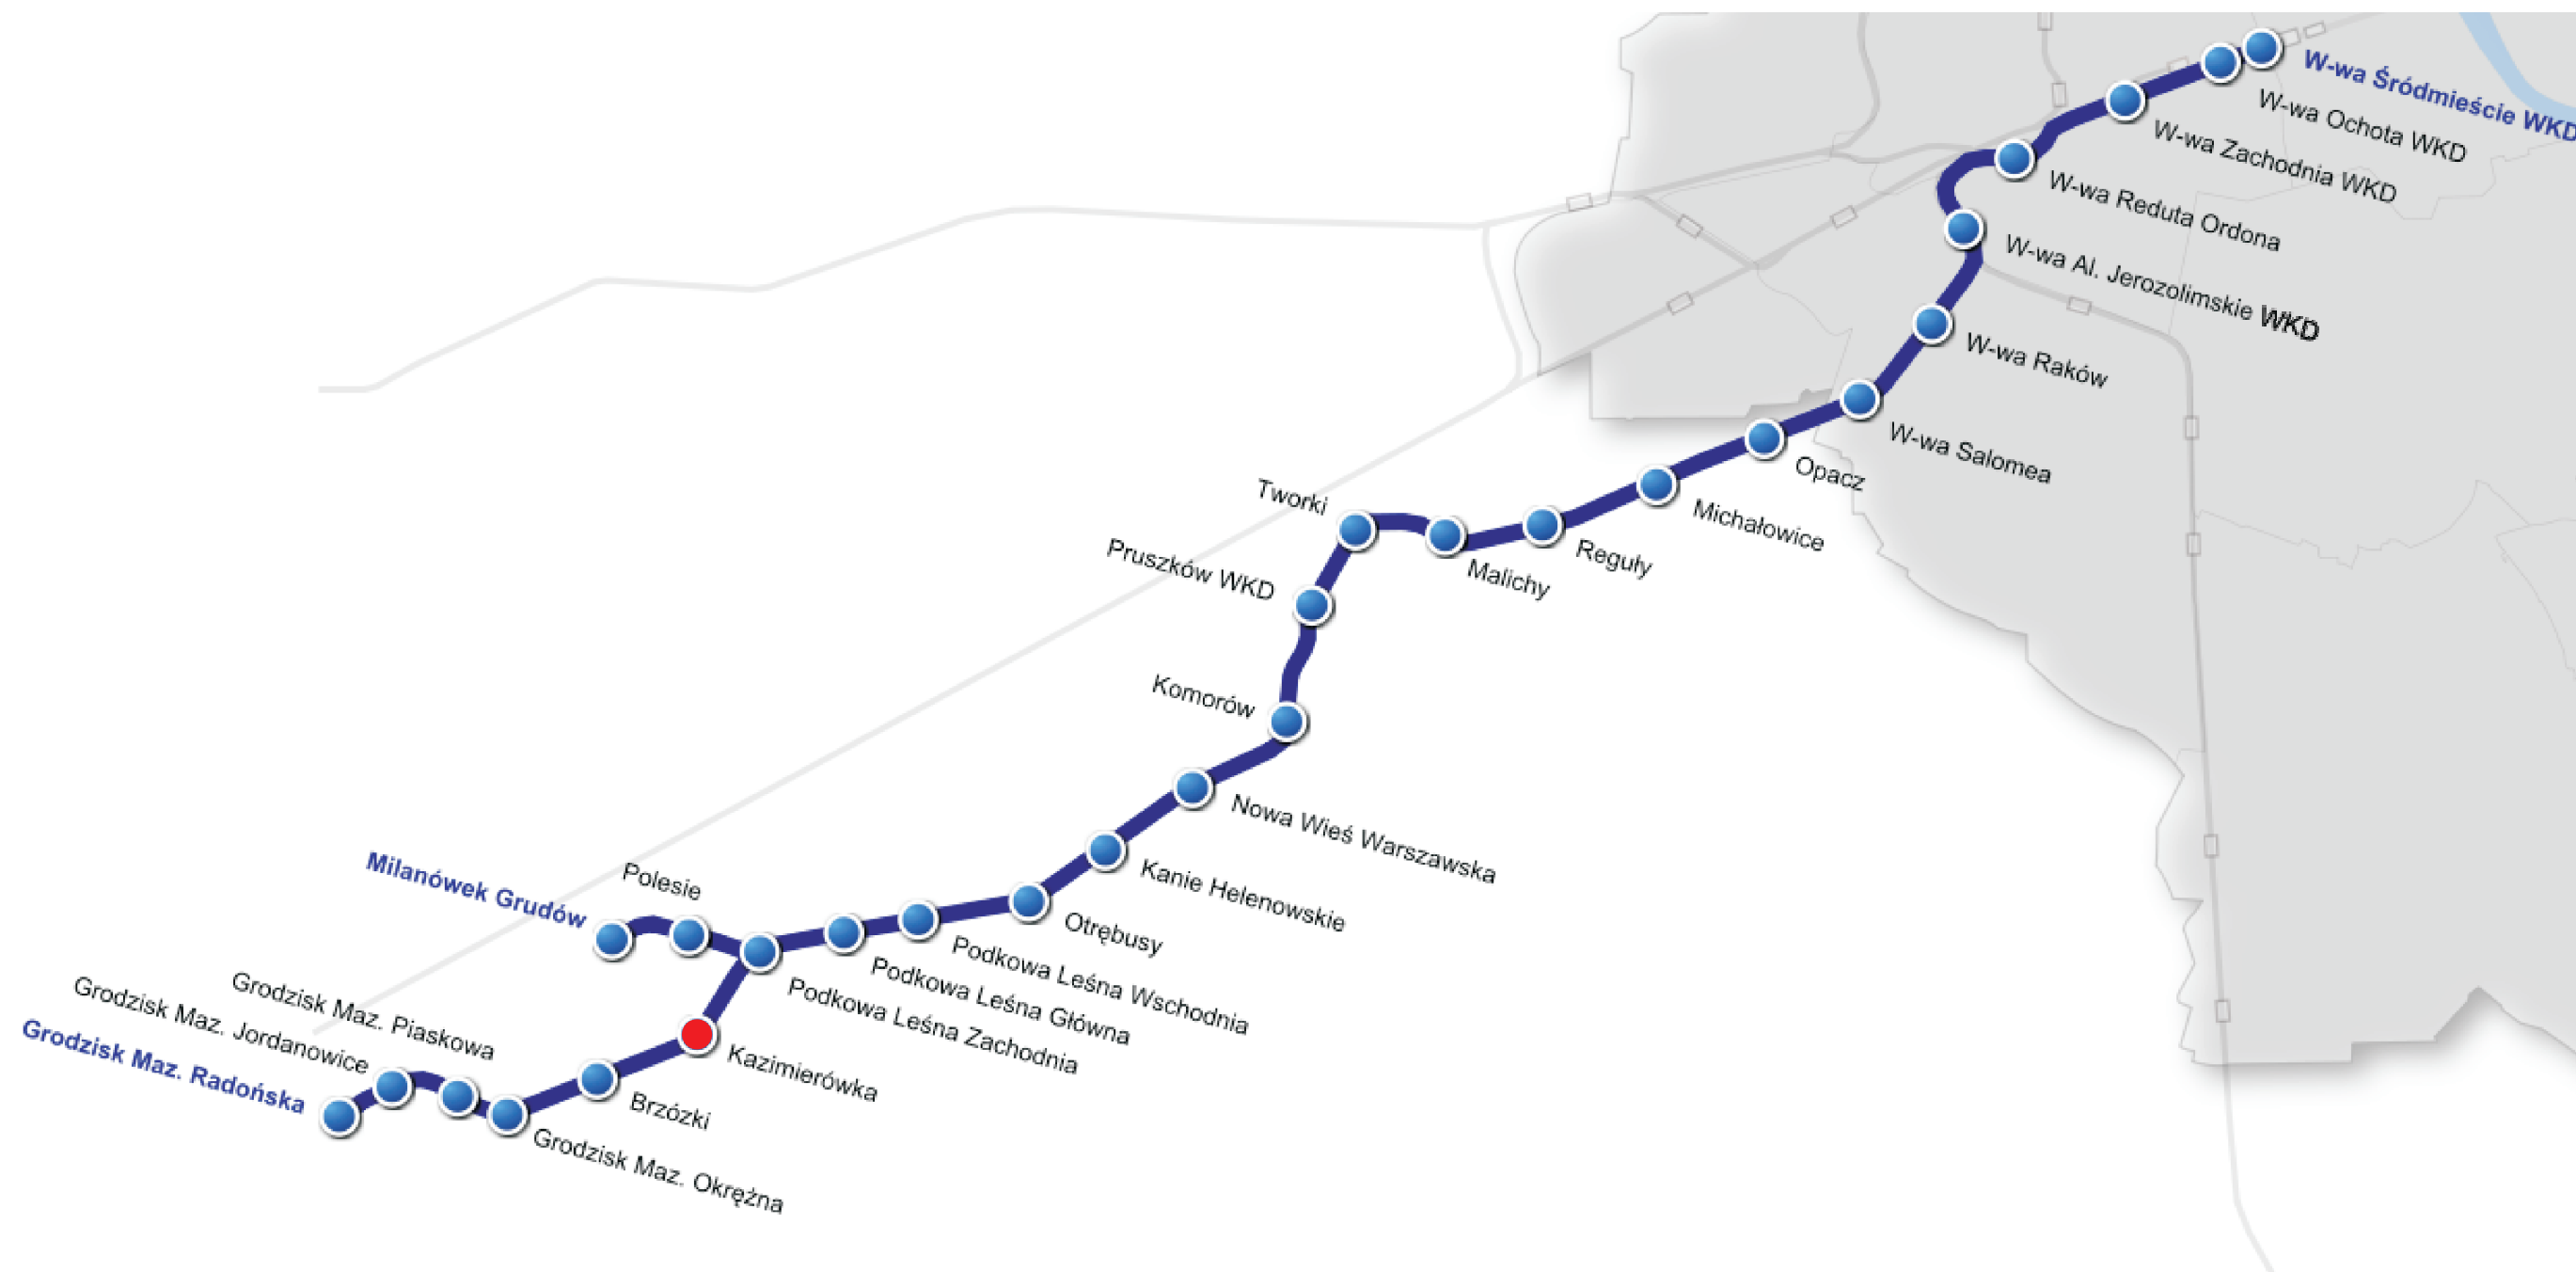 W-wa Śródmieście WKD
W-wa Ochota WKD
W-wa Zachodnia WKD
W-wa Reduta Ordona
W-wa Al. Jerozolimskie WKD
W-wa Raków
W-wa Salomea
Opacz
Michałowice
Reguły
Malichy
Tworki
Pruszków WKD
Komorów
Nowa Wieś Warszawska
Kanie Helenowskie
Otrębusy
Podkowa Leśna Wschodnia
Podkowa Leśna Główna
Podkowa Leśna Zachodnia
Polesie
Milanówek Grudów
Kazimierówka
Brzózki
Grodzisk Maz. Okrężna
Grodzisk Maz. Piaskowa
Grodzisk Maz. Jordanowice
Grodzisk Maz. Radońska